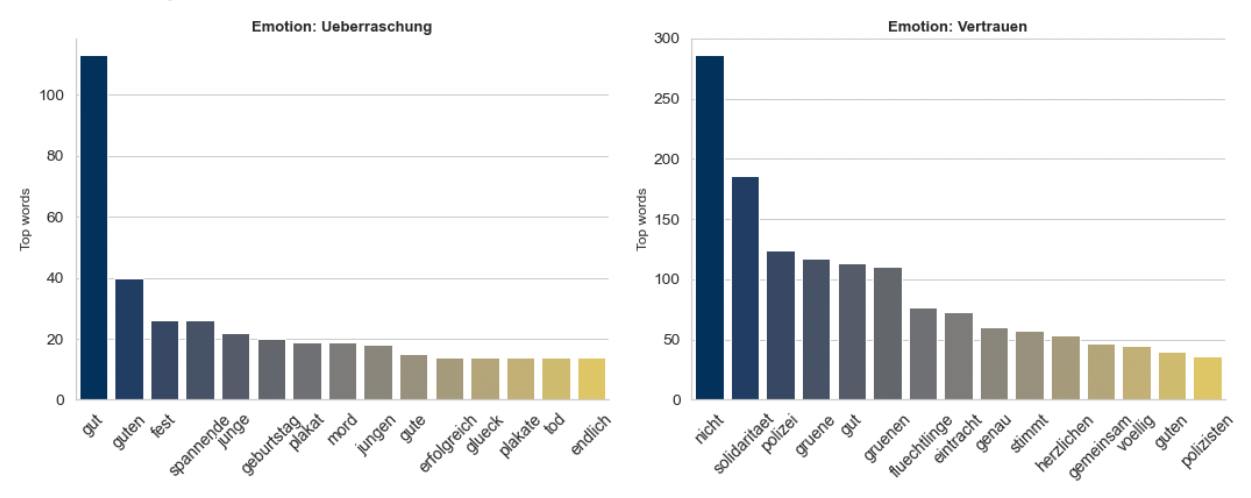 Emotion: Ueberraschung
Top words
100
80
60
40
20
0
gut
guten
fest
spannende
junge
geburtstag
plakat
mord
jungen
gute
erfolgreich
glueck
plakate
tod
endlich
Emotion: Vertrauen
Top words
300
250
200
150
100
50
0
nicht
solidaritaet
polizei
gruene
gut
gruenen
fluechtlinge
eintracht
genau
stimmt
herzlichen
gemeinsam
voellig
guten
polizisten